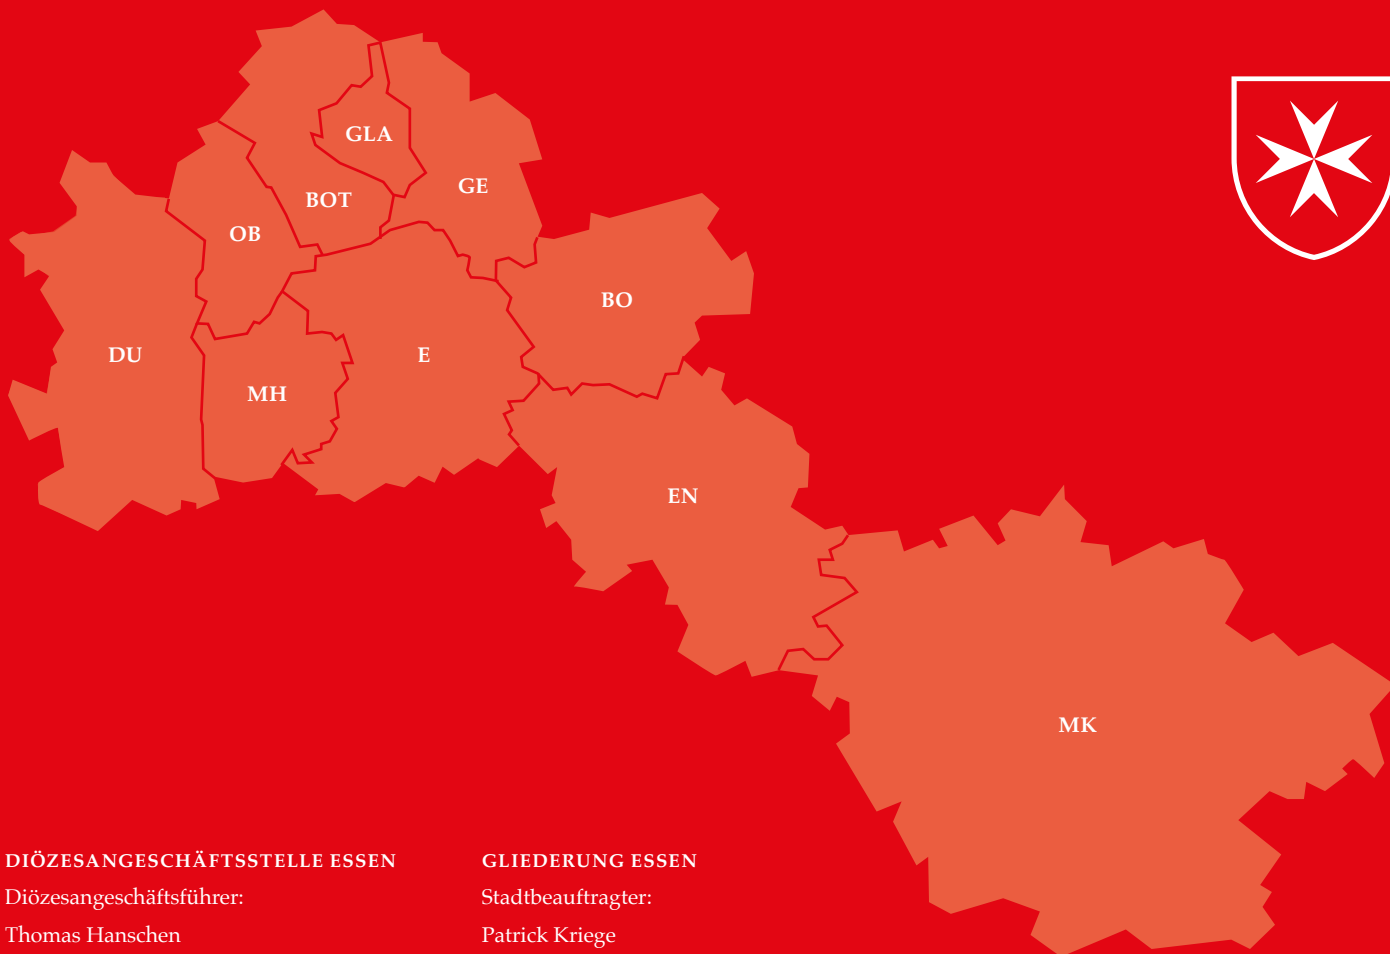 GLA
GE
BOT
OB
BO
DU
E
MH
EN
MK
DIÖZESANGESCHÄFTSSTELLE ESSEN
Diözesangeschäftsführer:
Thomas Hanschen
GLIEDERUNG ESSEN
Stadtbeauftragter:
Patrick Kriege